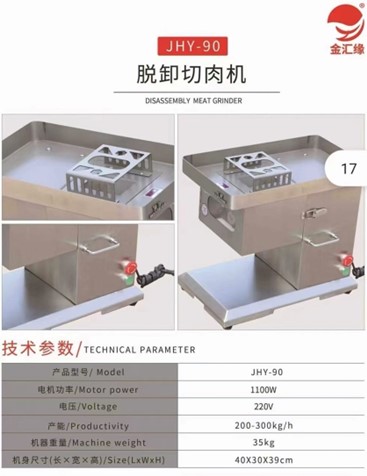 JHY-90
金汇缘
脱卸切肉机
DISASSEMBLY MEAT GRINDER
17
技术参数/TECHNICAL PARAMETER
产品型号/ Model JHY-90
电机功率/Motor power 1100W
电压/Voltage 220V
产能/Productivity 200-300kg/h
机器重量/Machine weight 35kg
机身尺寸(长×宽×高)/Size(LxWxH) 40X30X39cm